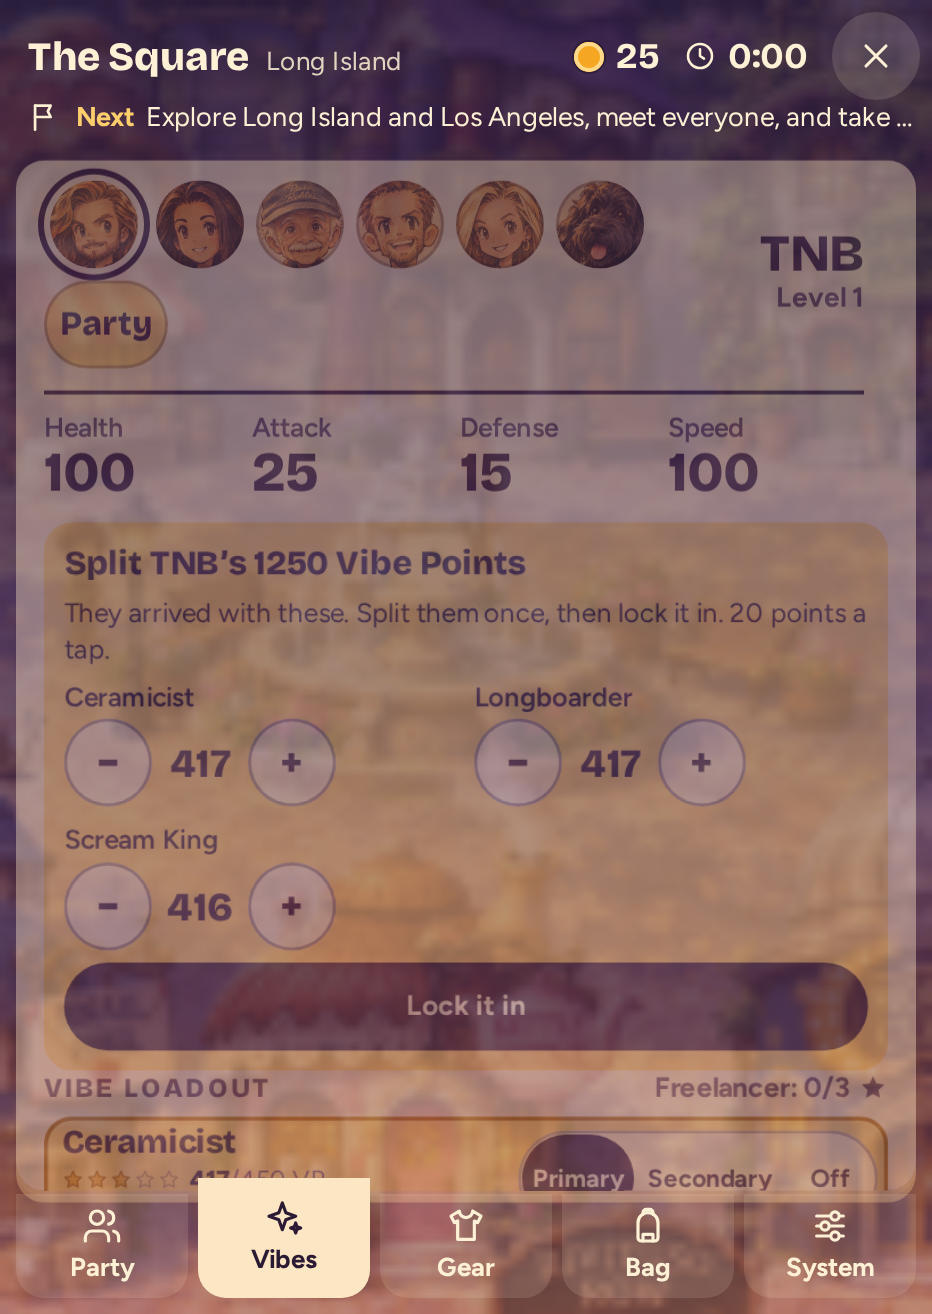 The Square Long Island 25 0:00
Next Explore Long Island and Los Angeles, meet everyone, and take ...
TNB
Level 1
Party
Health Attack Defense Speed
100 25 15 100
Split TNB’s 1250 Vibe Points
They arrived with these. Split them once, then lock it in. 20 points a
tap.
Ceramicist Longboarder
− 417 + − 417 +
Scream King
− 416 +
Lock it in
VIBE LOADOUT Freelancer: 0/3 ★
Ceramicist
417/450 VP Primary Secondary Off
Party Vibes Gear Bag System